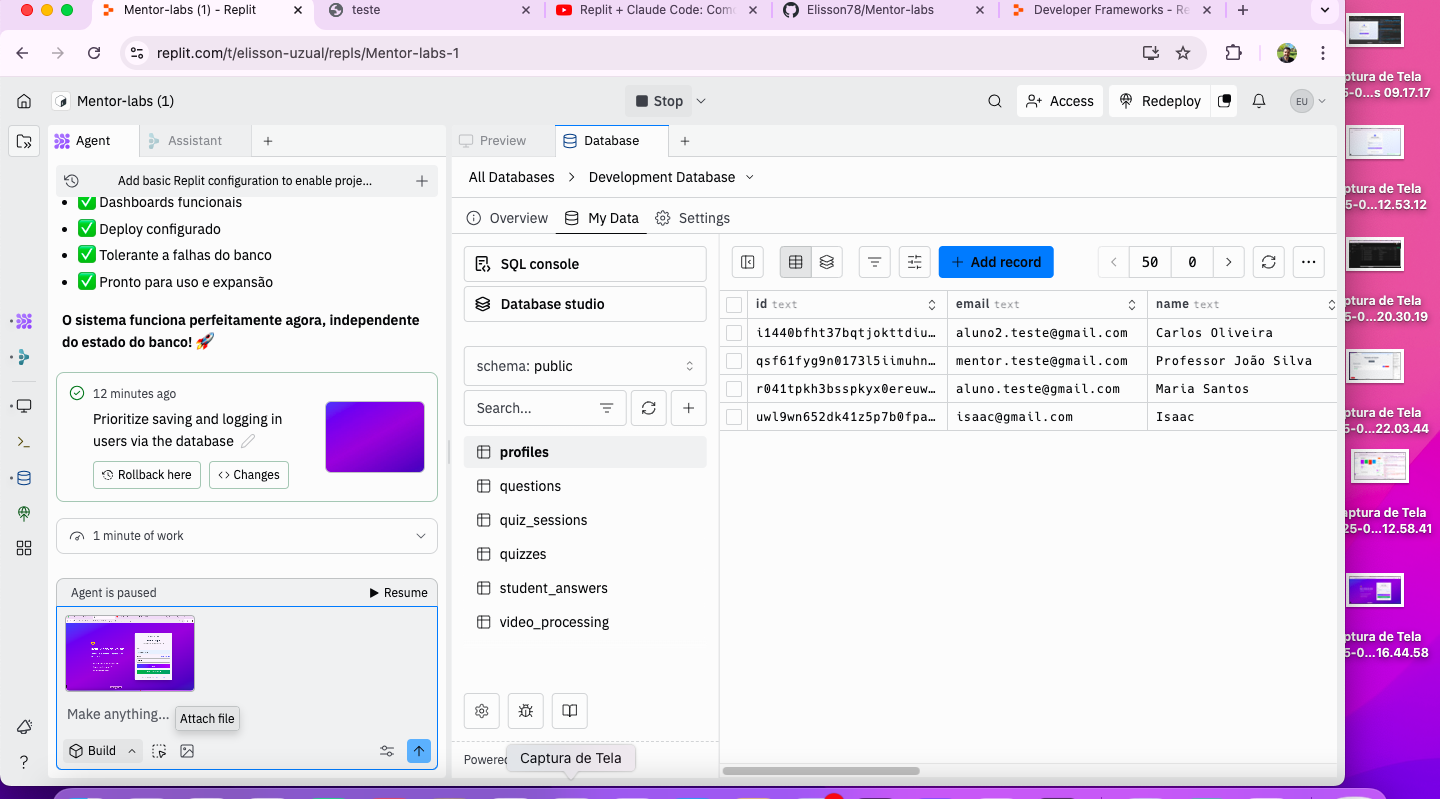 Mentor-labs (1) - Replit
teste
Replit + Claude Code: Como
Elisson78/Mentor-labs
Developer Frameworks - Re
replit.com/t/elisson-uzual/repls/Mentor-labs-1
Mentor-labs (1)
Stop
Access
Redeploy
EU
Agent
Assistant
Preview
Database
Add basic Replit configuration to enable proje...
✅ Dashboards funcionais
✅ Deploy configurado
✅ Tolerante a falhas do banco
✅ Pronto para uso e expansão
O sistema funciona perfeitamente agora, independente
do estado do banco! 🚀
12 minutes ago
Prioritize saving and logging in
users via the database
Rollback here
Changes
1 minute of work
Agent is paused
Resume
Make anything...
Attach file
Build
All Databases
Development Database
Overview
My Data
Settings
SQL console
Database studio
schema: public
Search...
profiles
questions
quiz_sessions
quizzes
student_answers
video_processing
Powered
Captura de Tela
Add record
50
0
id text
email text
name text
i1440bfht37bqtjokttdiu…
aluno2.teste@gmail.com
Carlos Oliveira
qsf61fyg9n0173l5iimuhn…
mentor.teste@gmail.com
Professor João Silva
r041tpkh3bsspkyx0ereuw…
aluno.teste@gmail.com
Maria Santos
uwl9wn652dk41z5p7b0fpa…
isaac@gmail.com
Isaac
ptura de Tela
5-0...s 09.17.17
ptura de Tela
5-0...12.53.12
ptura de Tela
5-0...20.30.19
ptura de Tela
5-0...22.03.44
aptura de Tela
25-0...12.58.41
ptura de Tela
5-0...16.44.58